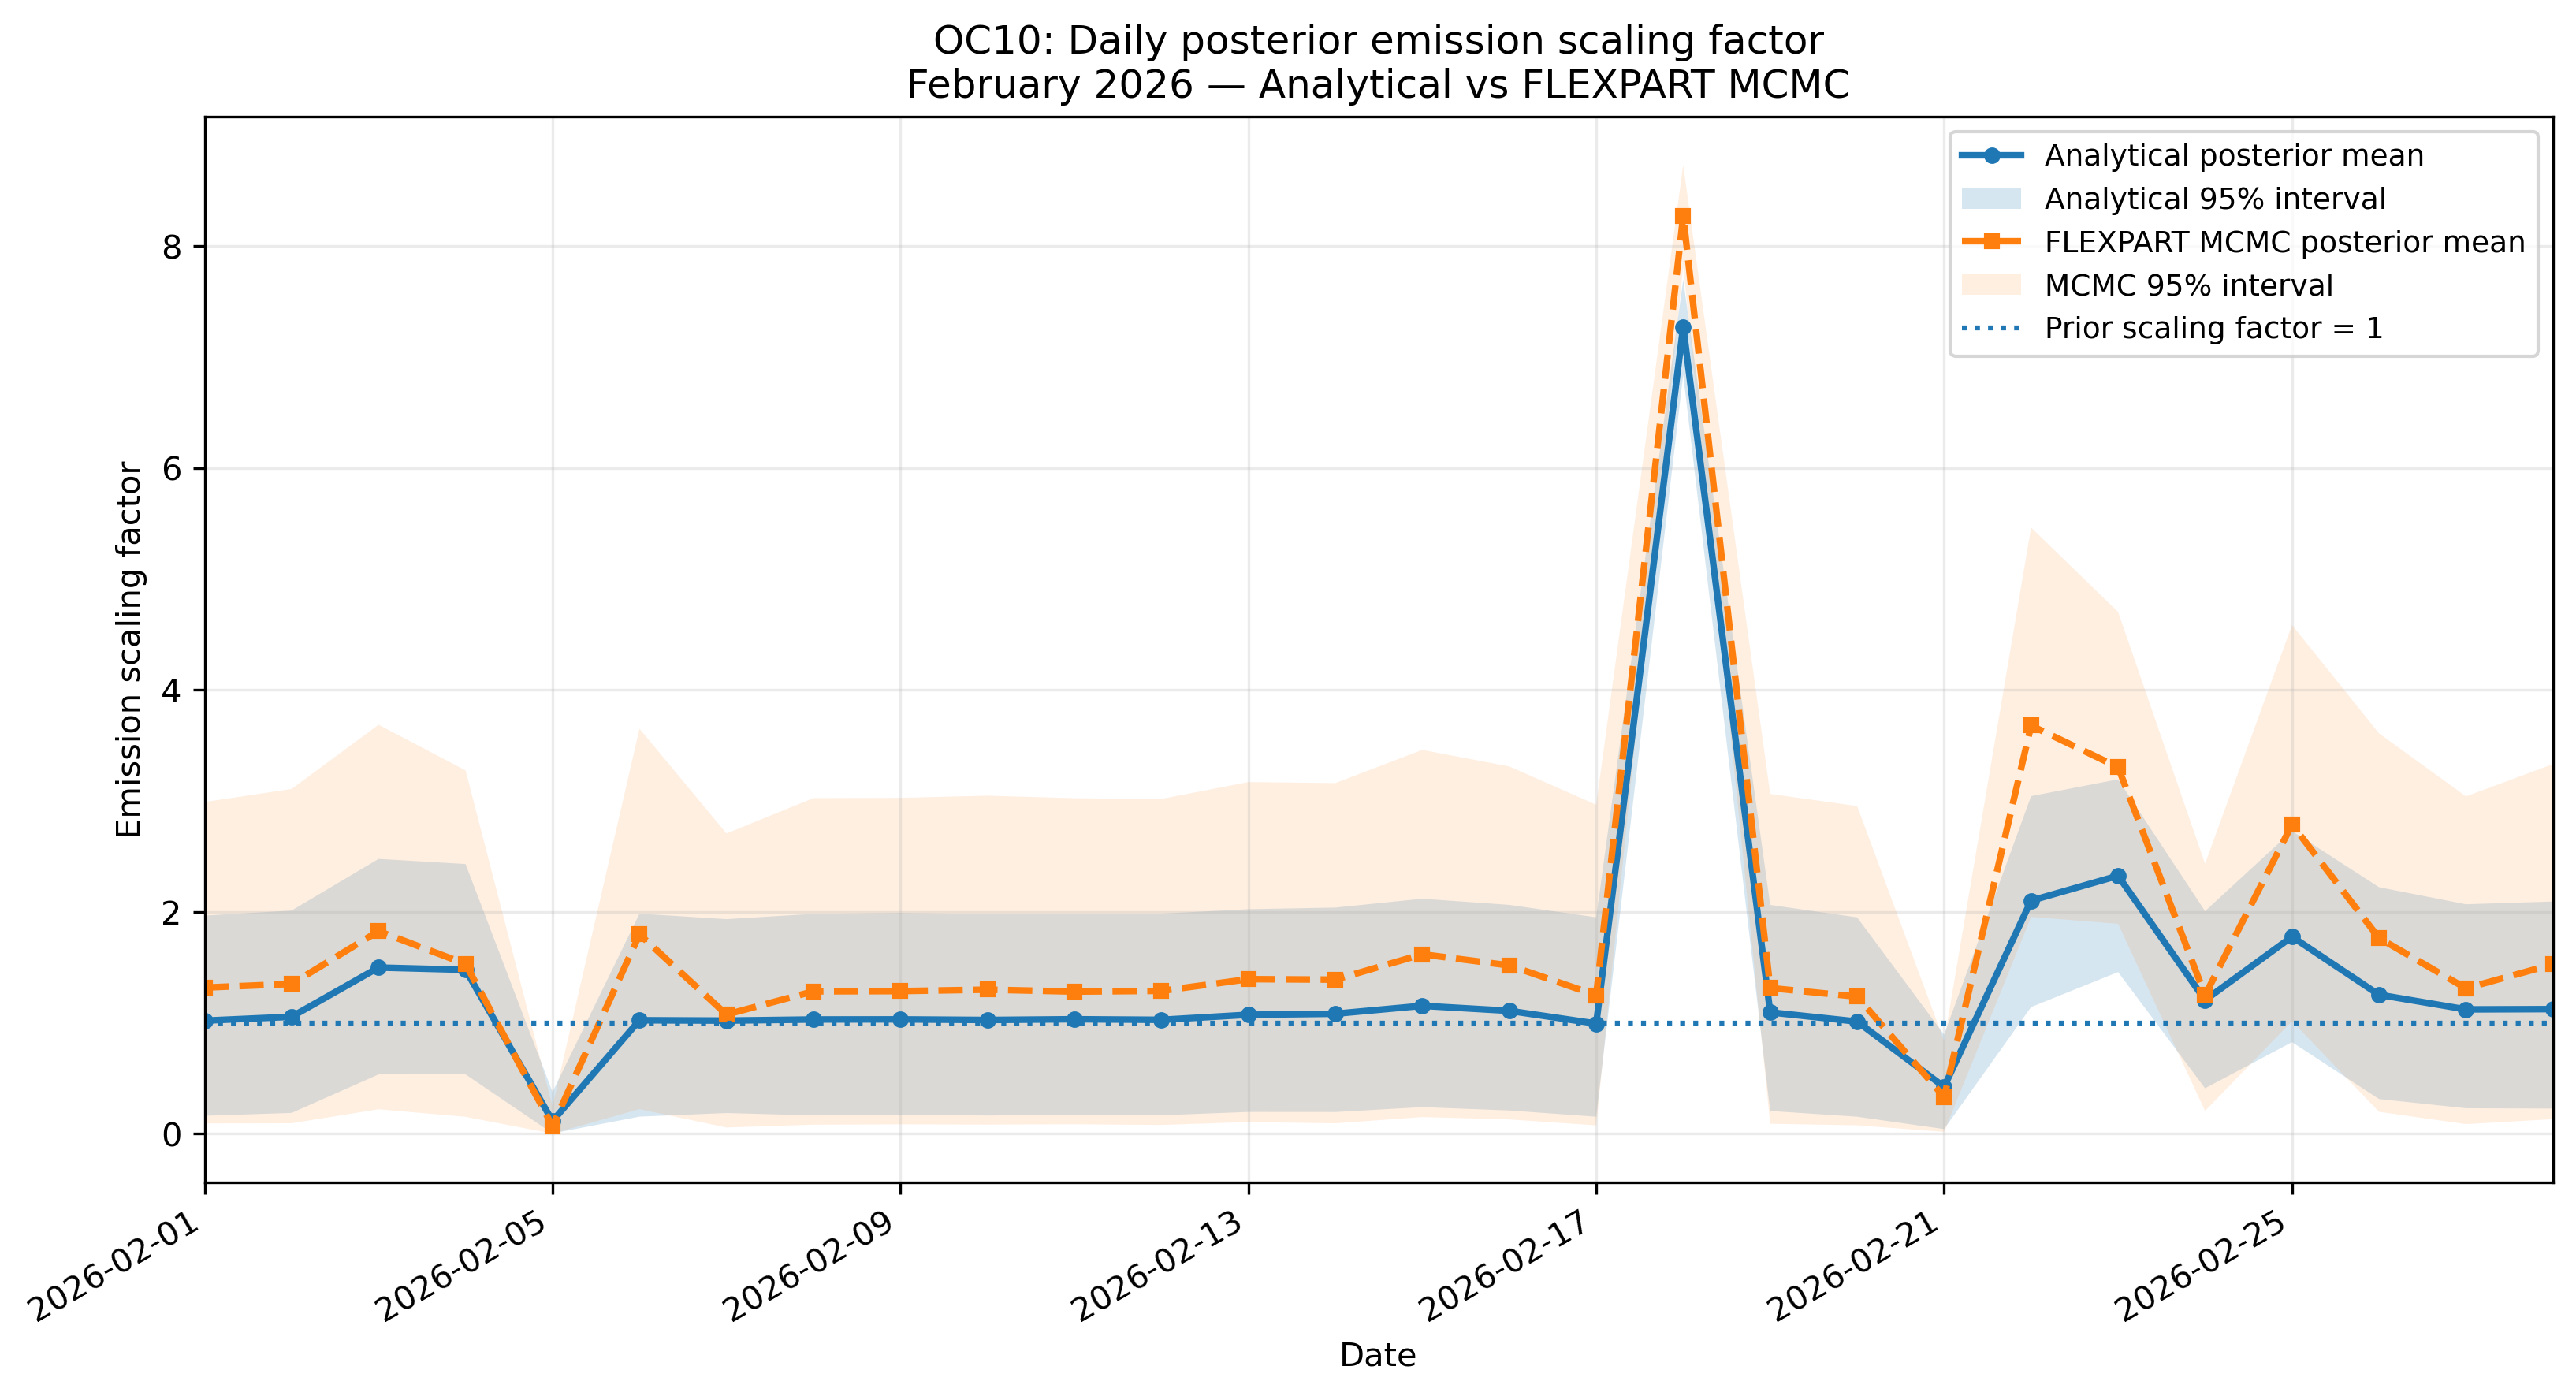 OC10: Daily posterior emission scaling factor
February 2026 — Analytical vs FLEXPART MCMC
Analytical posterior mean
Analytical 95% interval
FLEXPART MCMC posterior mean
MCMC 95% interval
Prior scaling factor = 1
Emission scaling factor
8
6
4
2
0
2026-02-01
2026-02-05
2026-02-09
2026-02-13
2026-02-17
2026-02-21
2026-02-25
Date